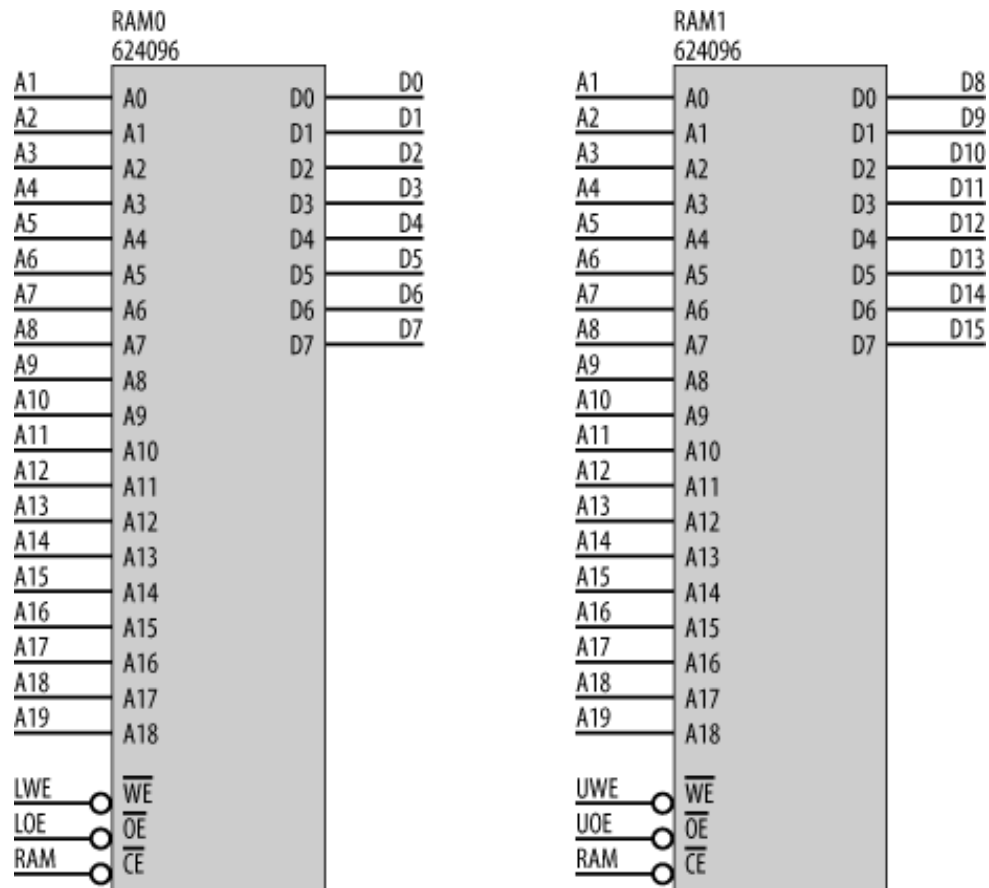 RAM0
624096
A1 A0 D0 D0
A2 A1 D1 D1
A3 A2 D2 D2
A4 A3 D3 D3
A5 A4 D4 D4
A6 A5 D5 D5
A7 A6 D6 D6
A8 A7 D7 D7
A9 A8
A10 A9
A11 A10
A12 A11
A13 A12
A14 A13
A15 A14
A16 A15
A17 A16
A18 A17
A19 A18
LWE WE
LOE OE
RAM CE
RAM1
624096
A1 A0 D0 D8
A2 A1 D1 D9
A3 A2 D2 D10
A4 A3 D3 D11
A5 A4 D4 D12
A6 A5 D5 D13
A7 A6 D6 D14
A8 A7 D7 D15
A9 A8
A10 A9
A11 A10
A12 A11
A13 A12
A14 A13
A15 A14
A16 A15
A17 A16
A18 A17
A19 A18
UWE WE
UOE OE
RAM CE